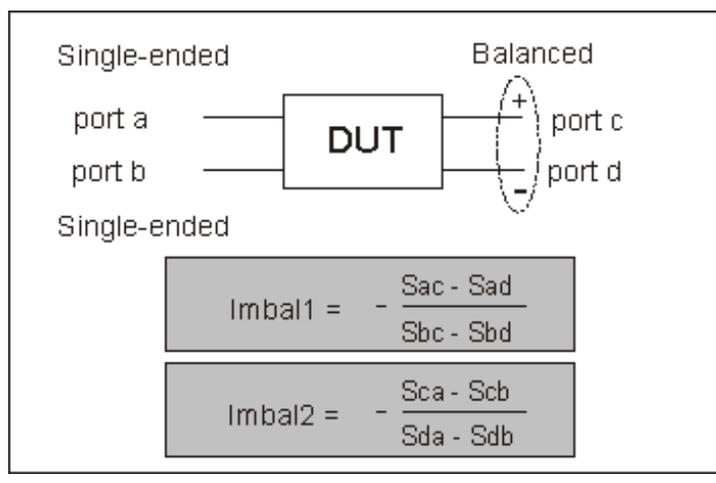 Single-ended Balanced
port a + port c
DUT
port b - port d
Single-ended
Imbal1 = - Sac - Sad
Sbc - Sbd
Imbal2 = - Sca - Scb
Sda - Sdb